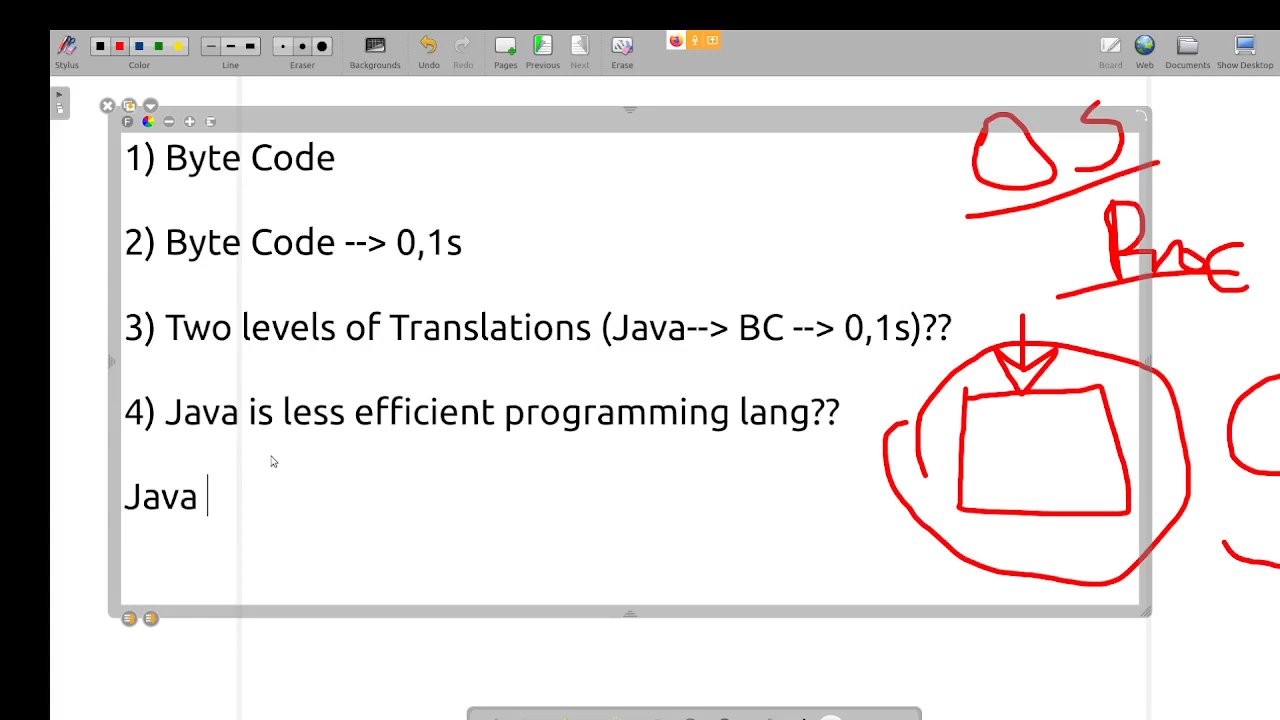 Stylus Color Line Eraser Backgrounds Undo Redo Pages Previous Next Erase Board Web Documents Show Desktop
F
1) Byte Code
OS
2) Byte Code --> 0,1s
Proc
3) Two levels of Translations (Java--> BC --> 0,1s)??
4) Java is less efficient programming lang??
Java